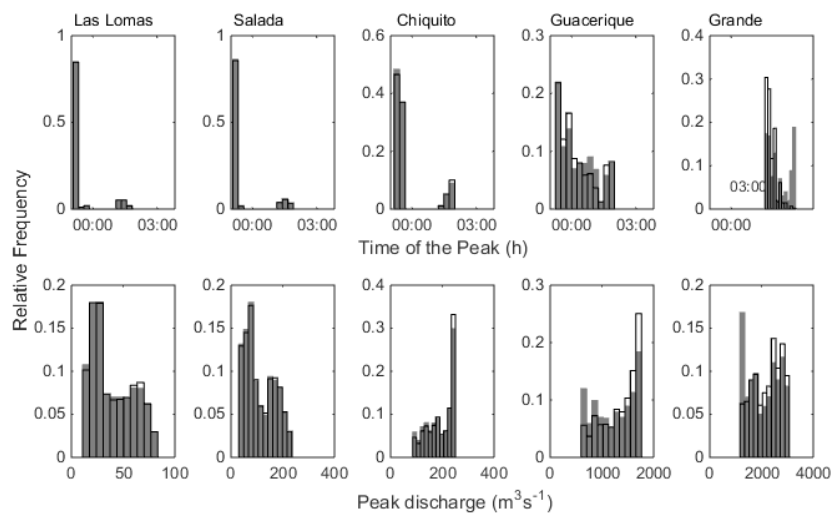 Las Lomas Salada Chiquito Guacerique Grande
1 1 0.6 0.3 0.4
0.3
0.4 0.2
0.5 0.5 0.2
0.2 0.1
0.1
03:00
0 0 0 0 0
00:00 03:00 00:00 03:00 00:00 03:00 00:00 03:00 00:00
Time of the Peak (h)
Relative Frequency
0.2 0.2 0.4 0.3 0.2
0.15 0.15 0.3 0.15
0.2
0.1 0.1 0.2 0.1
0.1
0.05 0.05 0.1 0.05
0 0 0 0 0
0 50 100 0 200 400 0 200 400 0 1000 2000 0 2000 4000
Peak discharge (m³s⁻¹)